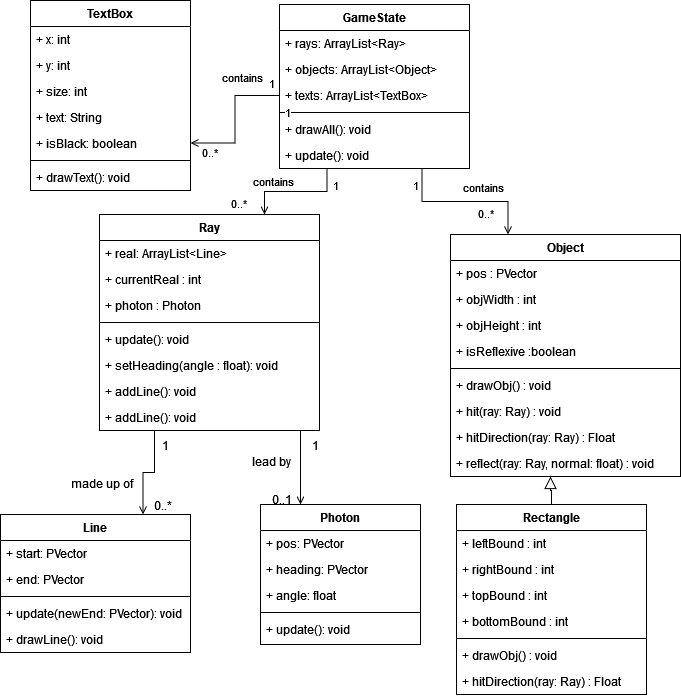 TextBox
+ x: int
+ y: int
+ size: int
+ text: String
+ isBlack: boolean
+ drawText(): void
GameState
+ rays: ArrayList<Ray>
+ objects: ArrayList<Object>
+ texts: ArrayList<TextBox>
+ drawAll(): void
+ update(): void
contains
1
0..*
1
contains
1
0..*
1
contains
0..*
Ray
+ real: ArrayList<Line>
+ currentReal : int
+ photon : Photon
+ update(): void
+ setHeading(angle : float): void
+ addLine(): void
+ addLine(): void
Object
+ pos : PVector
+ objWidth : int
+ objHeight : int
+ isReflexive :boolean
+ drawObj() : void
+ hit(ray: Ray) : void
+ hitDirection(ray: Ray) : Float
+ reflect(ray: Ray, normal: float) : void
1
made up of
0..*
1
lead by
0..1
Line
+ start: PVector
+ end: PVector
+ update(newEnd: PVector): void
+ drawLine(): void
Photon
+ pos: PVector
+ heading: PVector
+ angle: float
+ update(): void
Rectangle
+ leftBound : int
+ rightBound : int
+ topBound : int
+ bottomBound : int
+ drawObj() : void
+ hitDirection(ray: Ray) : Float